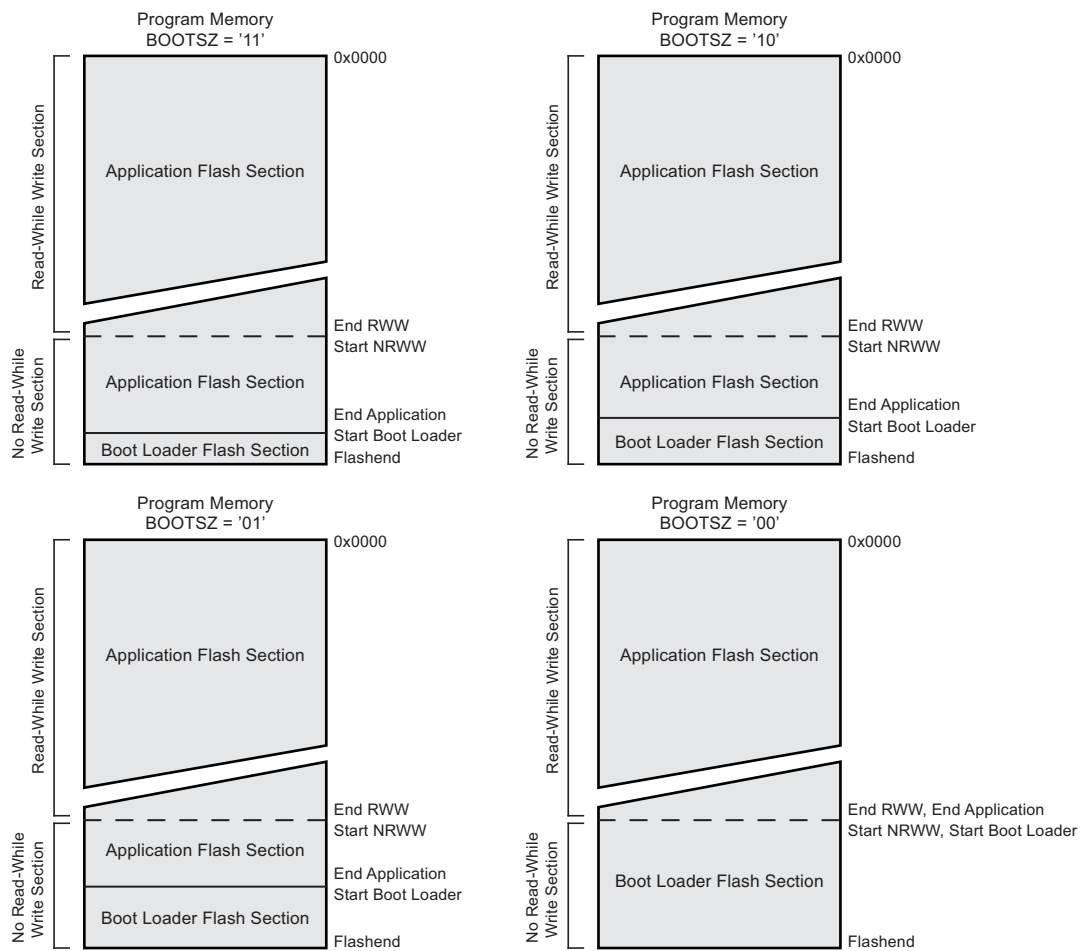 Program Memory
BOOTSZ = '11'
0x0000
Read-While Write Section
Application Flash Section
End RWW
Start NRWW
No Read-While
Write Section
Application Flash Section
End Application
Start Boot Loader
Boot Loader Flash Section
Flashend
Program Memory
BOOTSZ = '10'
0x0000
Read-While Write Section
Application Flash Section
End RWW
Start NRWW
No Read-While
Write Section
Application Flash Section
End Application
Start Boot Loader
Boot Loader Flash Section
Flashend
Program Memory
BOOTSZ = '01'
0x0000
Read-While Write Section
Application Flash Section
End RWW
Start NRWW
No Read-While
Write Section
Application Flash Section
End Application
Start Boot Loader
Boot Loader Flash Section
Flashend
Program Memory
BOOTSZ = '00'
0x0000
Read-While Write Section
Application Flash Section
End RWW, End Application
Start NRWW, Start Boot Loader
No Read-While
Write Section
Boot Loader Flash Section
Flashend